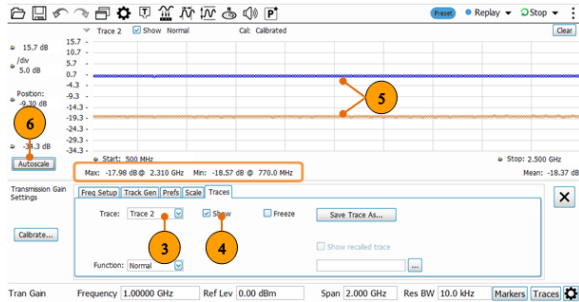 Preset Replay Stop
Trace 2 Show Normal Cal: Calibrated Clear
15.7 dB
/div
5.0 dB
Position:
-9.30 dB
-34.3 dB
Autoscale
15.7
10.7
5.7
0.7
-4.3
-9.3
-14.3
-19.3
-24.3
-29.3
-34.3
5
6
Start: 500 MHz Stop: 2.500 GHz
Max: -17.98 dB @ 2.310 GHz Min: -18.57 dB @ 770.0 MHz Mean: -18.37 dB
Transmission Gain
Settings
Calibrate...
Freq Setup Track Gen Prefs Scale Traces
Trace: Trace 2 Show Freeze Save Trace As...
3 4
Show recalled trace
Function: Normal ...
Tran Gain Frequency 1.00000 GHz Ref Lev 0.00 dBm Span 2.000 GHz Res BW 10.0 kHz Markers Traces